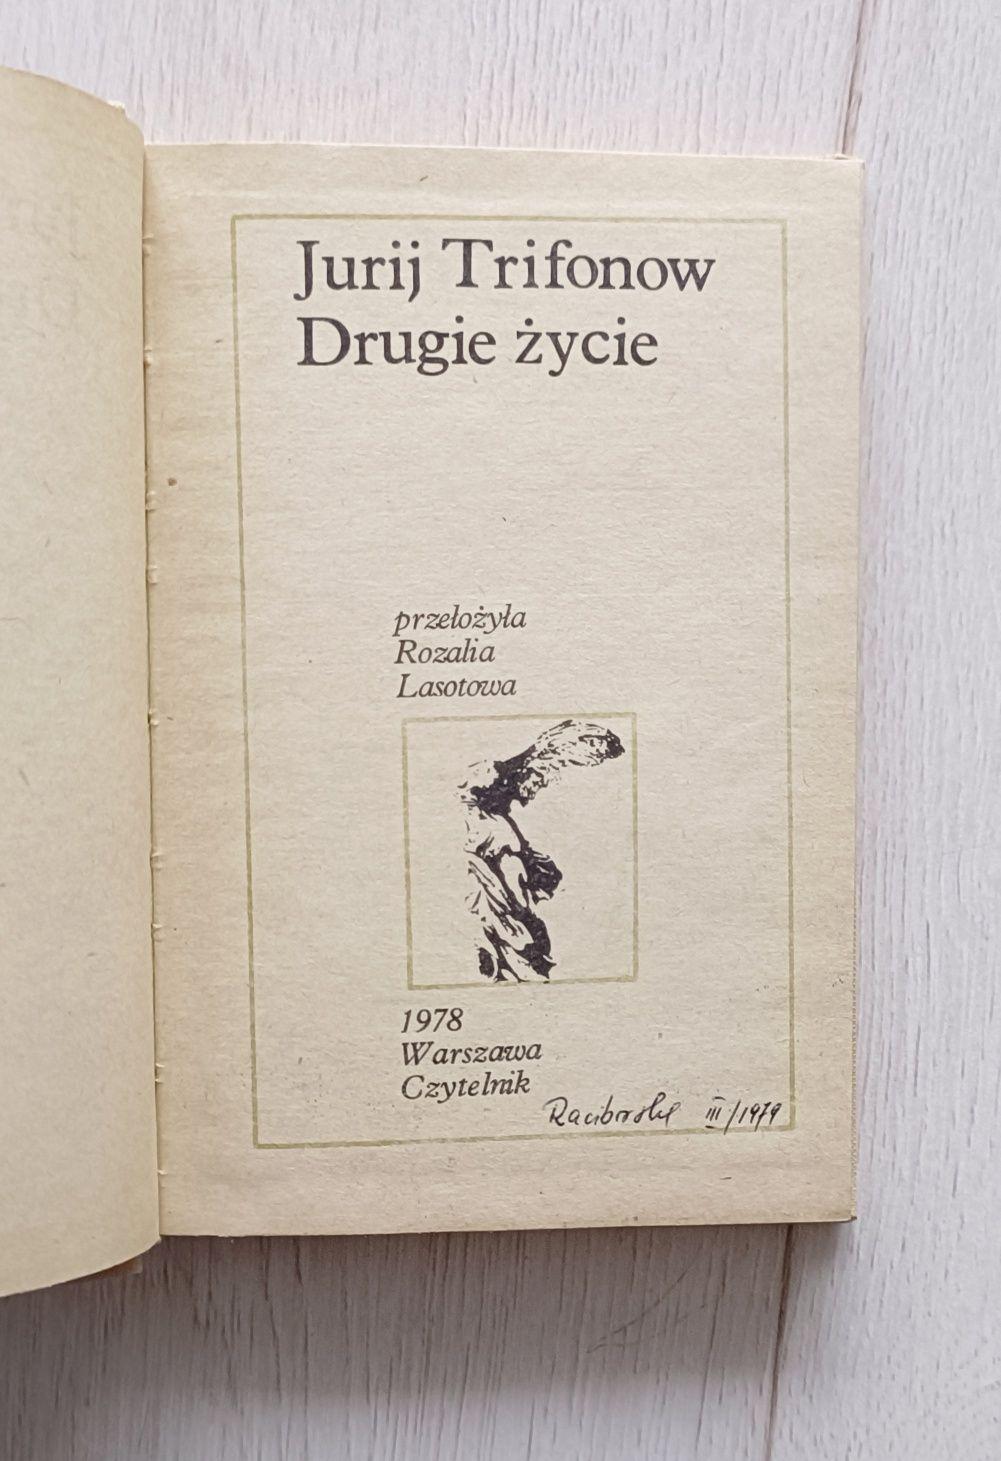 Jurij Trifonow
Drugie życie
przełożyła
Rozalia
Lasotowa
1978
Warszawa
Czytelnik
III/1979